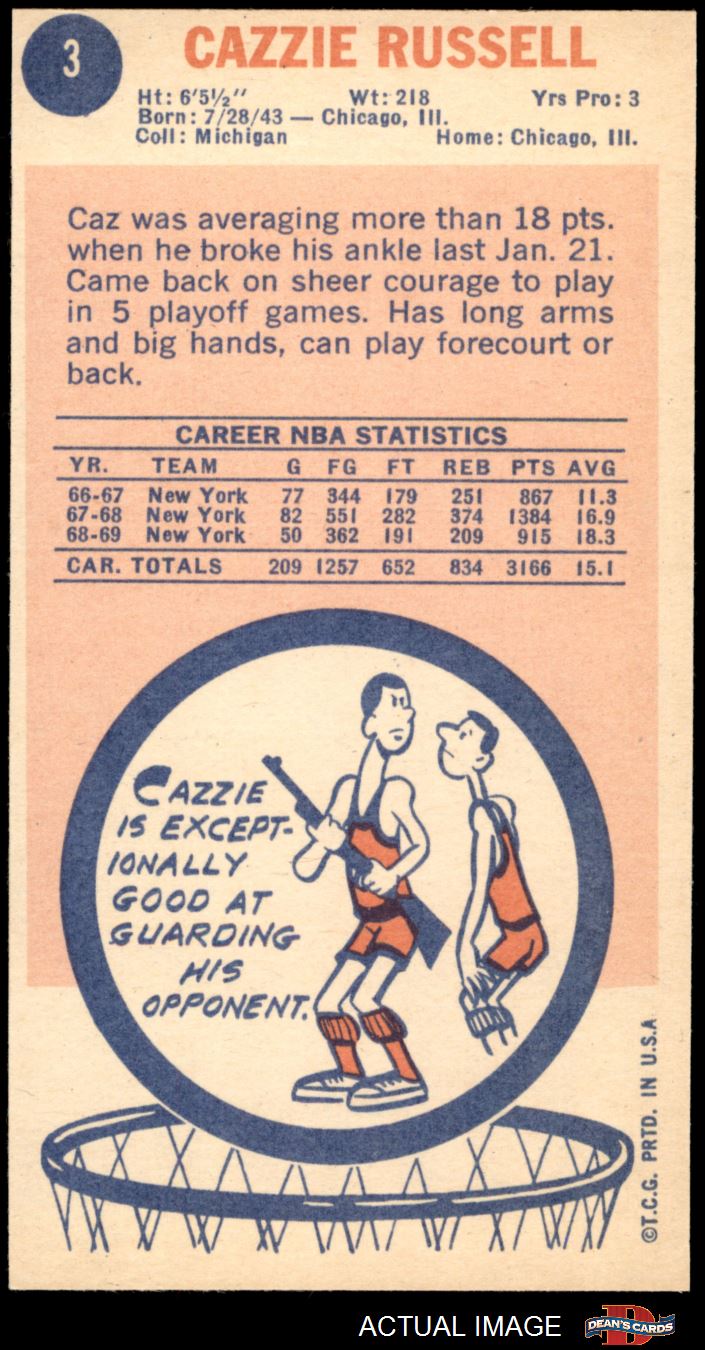 3
CAZZIE RUSSELL
Ht: 6'5½" Wt: 218 Yrs Pro: 3
Born: 7/28/43 — Chicago, Ill.
Coll: Michigan Home: Chicago, Ill.
Caz was averaging more than 18 pts.
when he broke his ankle last Jan. 21.
Came back on sheer courage to play
in 5 playoff games. Has long arms
and big hands, can play forecourt or
back.
CAREER NBA STATISTICS
YR. TEAM G FG FT REB PTS AVG
66-67 New York 77 344 179 251 867 11.3
67-68 New York 82 551 282 374 1384 16.9
68-69 New York 50 362 191 209 915 18.3
CAR. TOTALS 209 1257 652 834 3166 15.1
CAZZIE
IS EXCEPT-
IONALLY
GOOD AT
GUARDING
HIS
OPPONENT.
©T.C.G. PRTD. IN U.S.A
ACTUAL IMAGE
D
DEAN'S CARDS